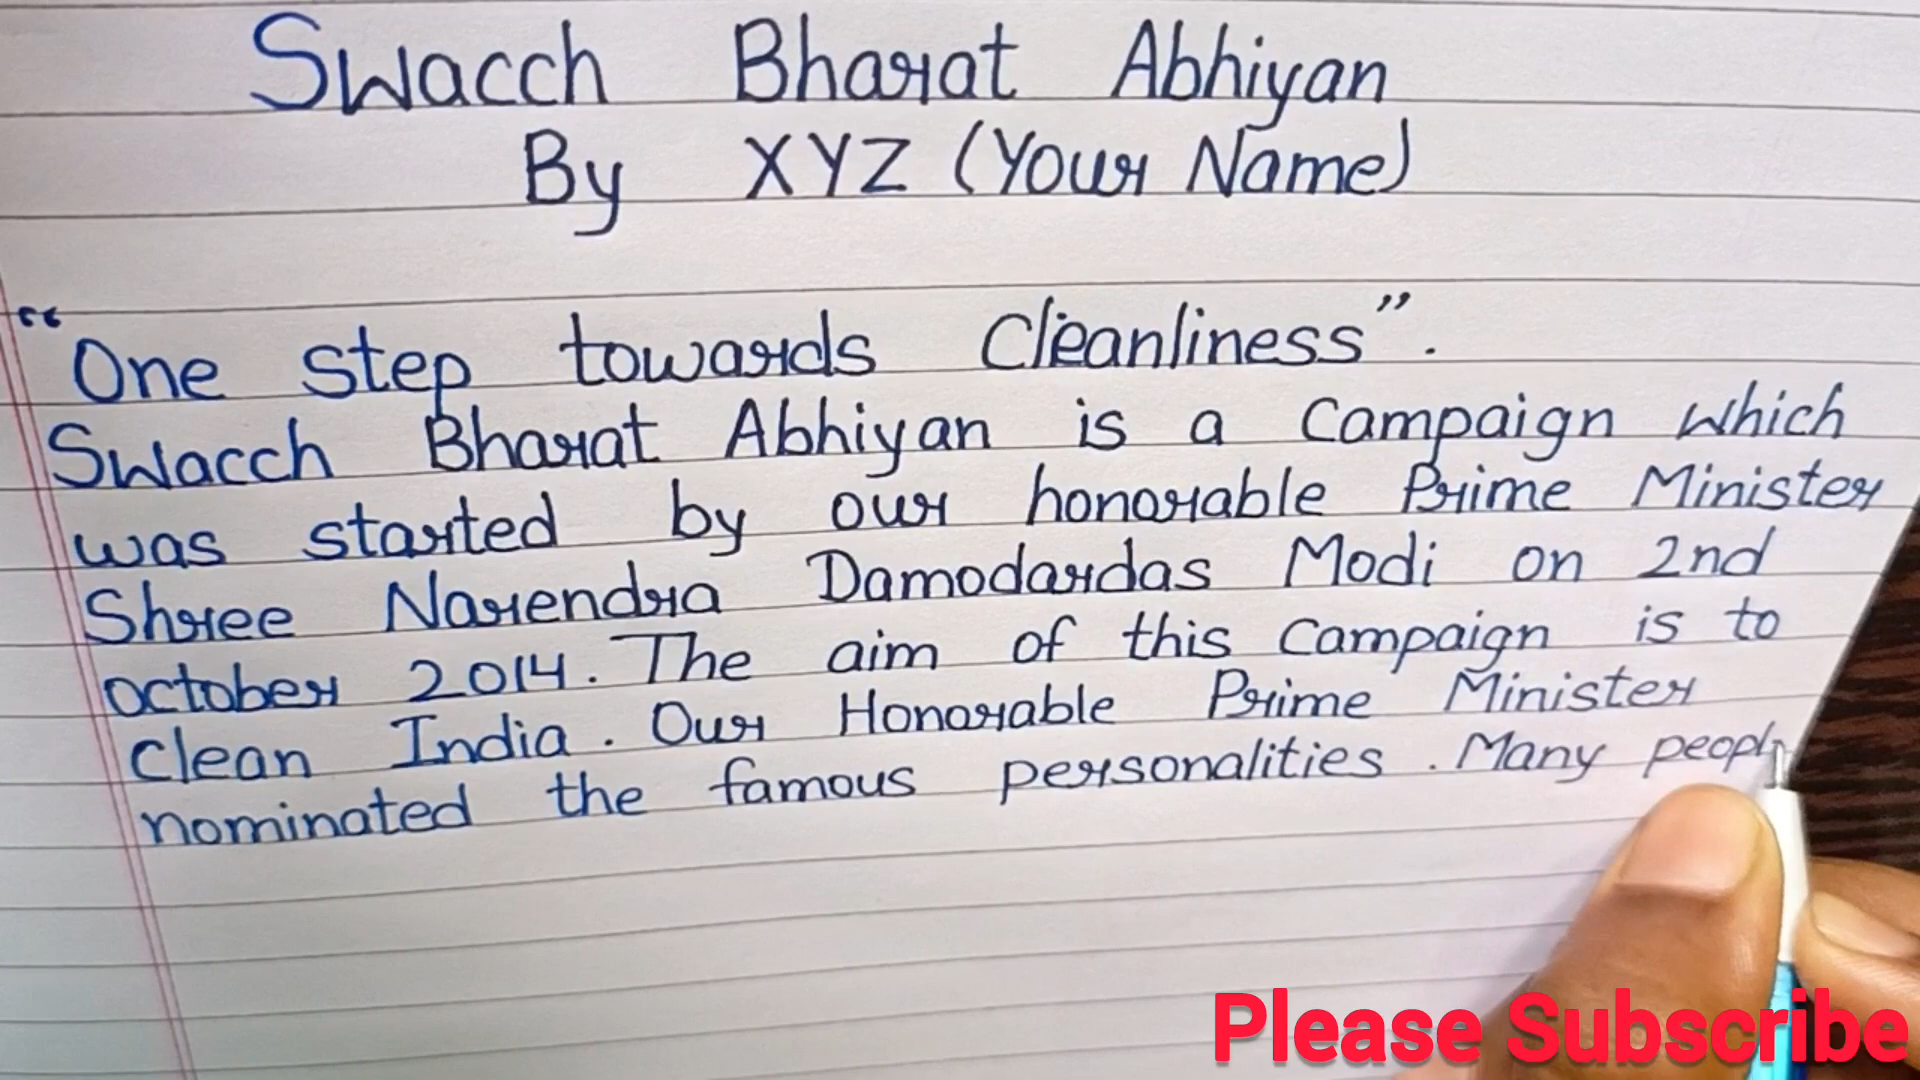 Swacch Bharat Abhiyan
By XYZ (Your Name)
"One step towards Cleanliness".
Swacch Bharat Abhiyan is a Campaign which
was started by our honorable Prime Minister
Shree Narendra Damodardas Modi on 2nd
october 2014. The aim of this Campaign is to
clean India. Our Honorable Prime Minister
nominated the famous personalities. Many peopl
Please Subscribe